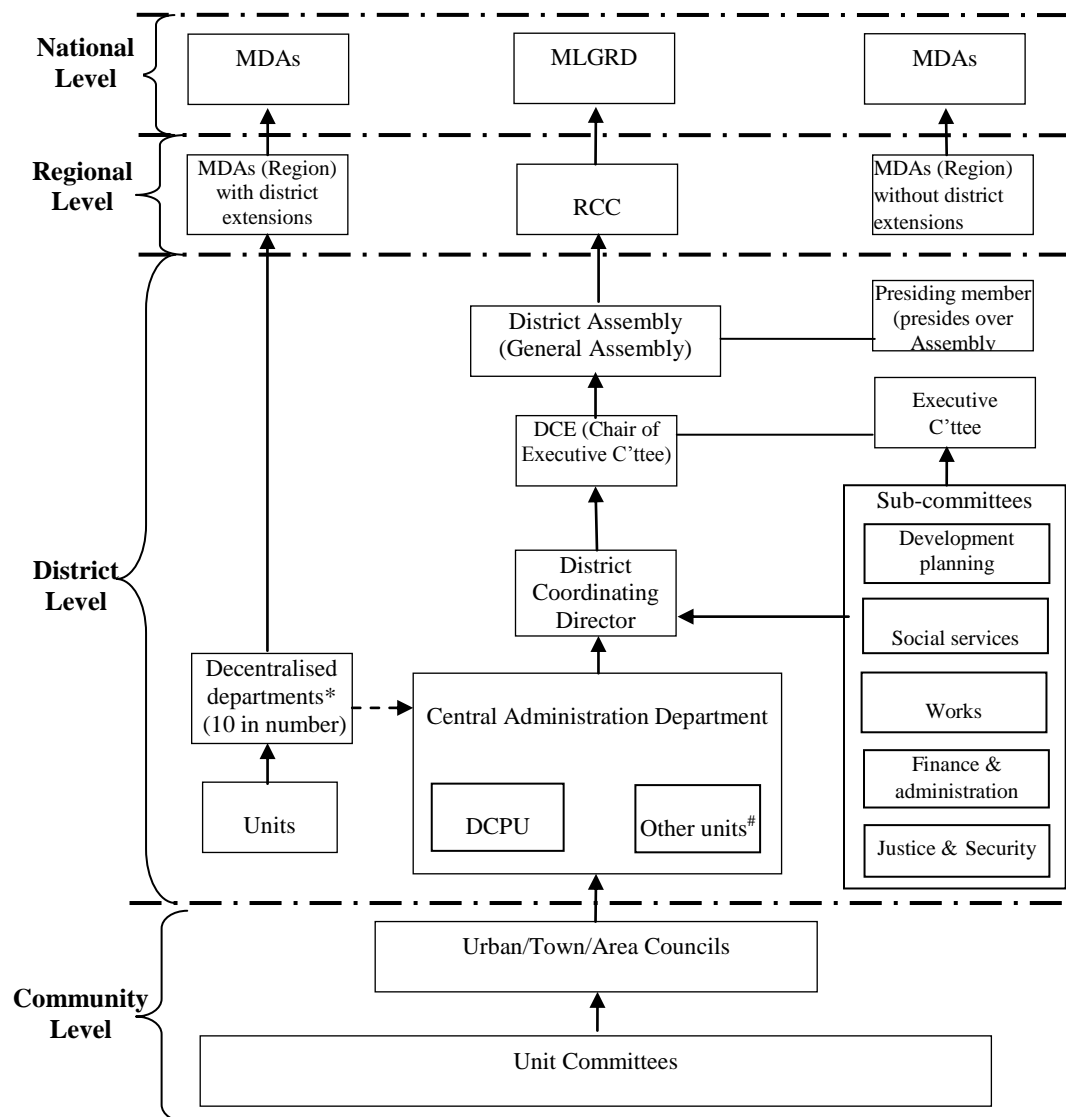 National
Level
MDAs
MLGRD
MDAs
Regional
Level
MDAs (Region)
with district
extensions
RCC
MDAs (Region)
without district
extensions
District
Level
District Assembly
(General Assembly)
Presiding member
(presides over
Assembly
DCE (Chair of
Executive C'ttee)
Executive
C'ttee
Sub-committees
Development
planning
Social services
Works
Finance &
administration
Justice & Security
District
Coordinating
Director
Decentralised
departments*
(10 in number)
Central Administration Department
Units
DCPU
Other units#
Community
Level
Urban/Town/Area Councils
Unit Committees